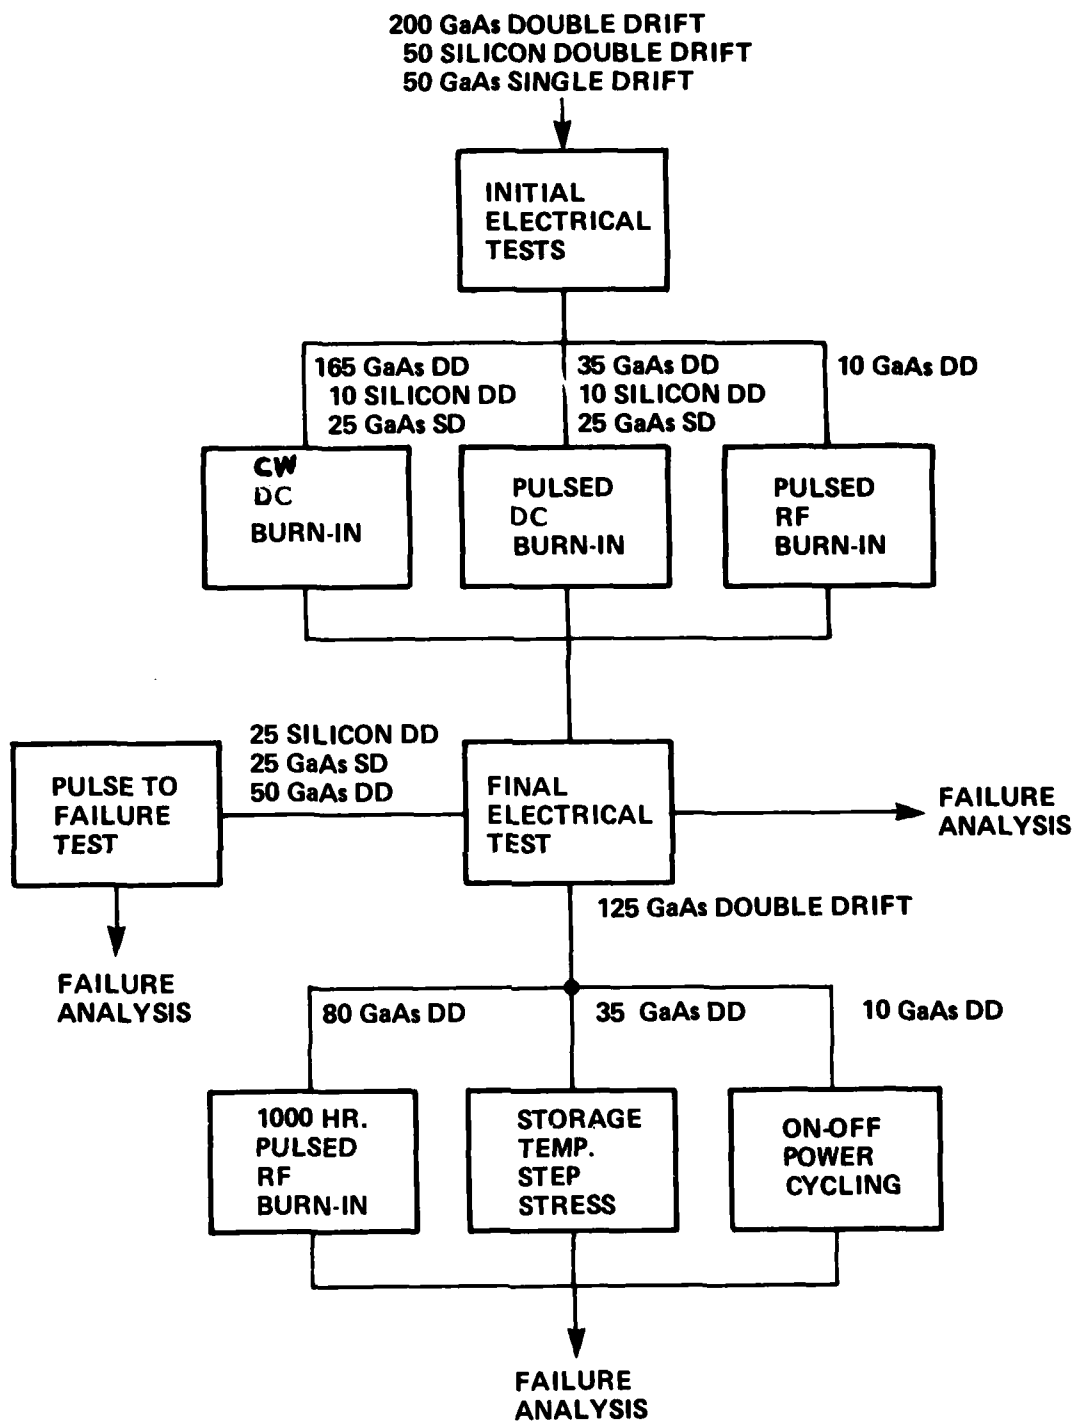 200 GaAs DOUBLE DRIFT
50 SILICON DOUBLE DRIFT
50 GaAs SINGLE DRIFT
INITIAL
ELECTRICAL
TESTS
165 GaAs DD
10 SILICON DD
25 GaAs SD
35 GaAs DD
10 SILICON DD
25 GaAs SD
10 GaAs DD
CW
DC
BURN-IN
PULSED
DC
BURN-IN
PULSED
RF
BURN-IN
25 SILICON DD
25 GaAs SD
50 GaAs DD
PULSE TO
FAILURE
TEST
FINAL
ELECTRICAL
TEST
FAILURE
ANALYSIS
125 GaAs DOUBLE DRIFT
FAILURE
ANALYSIS
80 GaAs DD
35 GaAs DD
10 GaAs DD
1000 HR.
PULSED
RF
BURN-IN
STORAGE
TEMP.
STEP
STRESS
ON-OFF
POWER
CYCLING
FAILURE
ANALYSIS